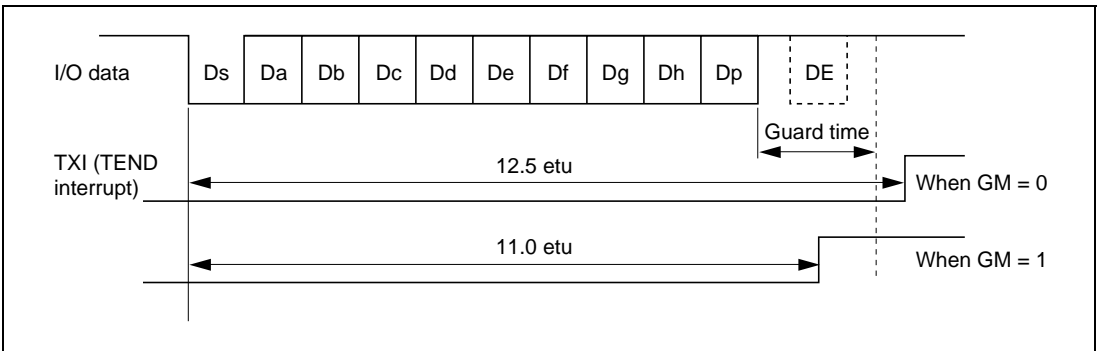 I/O data
Ds Da Db Dc Dd De Df Dg Dh Dp DE
Guard time
TXI (TEND
interrupt)
12.5 etu
When GM = 0
11.0 etu
When GM = 1